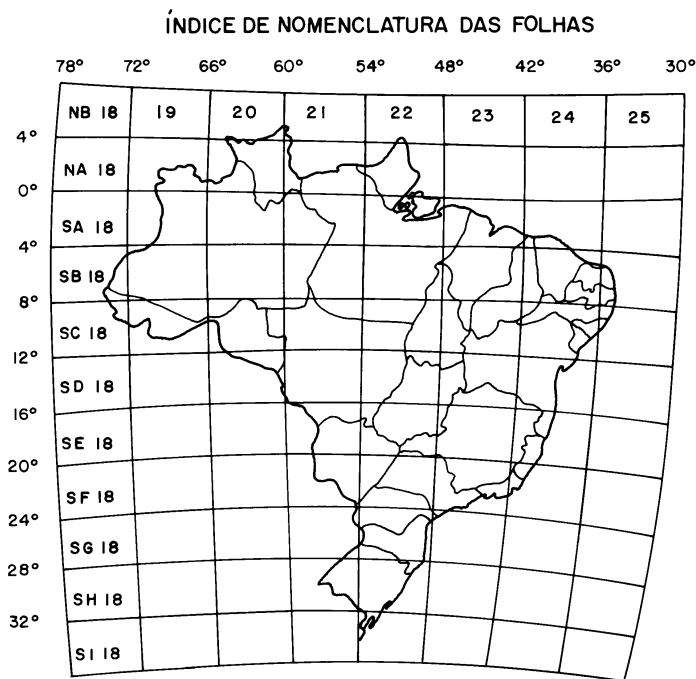 ÍNDICE DE NOMENCLATURA DAS FOLHAS
78° 72° 66° 60° 54° 48° 42° 36° 30°
NB 18 19 20 21 22 23 24 25
4°
NA 18
0°
SA 18
4°
SB 18
8°
SC 18
12°
SD 18
16°
SE 18
20°
SF 18
24°
SG 18
28°
SH 18
32°
SI 18